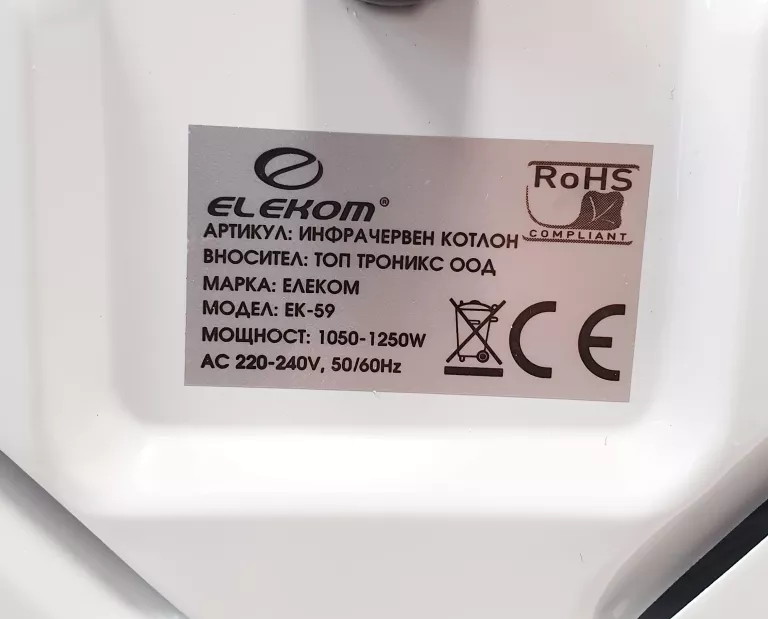 ELEKOM®
RoHS
COMPLIANT
АРТИКУЛ: ИНФРАЧЕРВЕН КОТЛОН
ВНОСИТЕЛ: ТОП ТРОНИКС ООД
МАРКА: ЕЛЕКОМ
МОДЕЛ: ЕК-59
МОЩНОСТ: 1050-1250W
AC 220-240V, 50/60Hz
CE